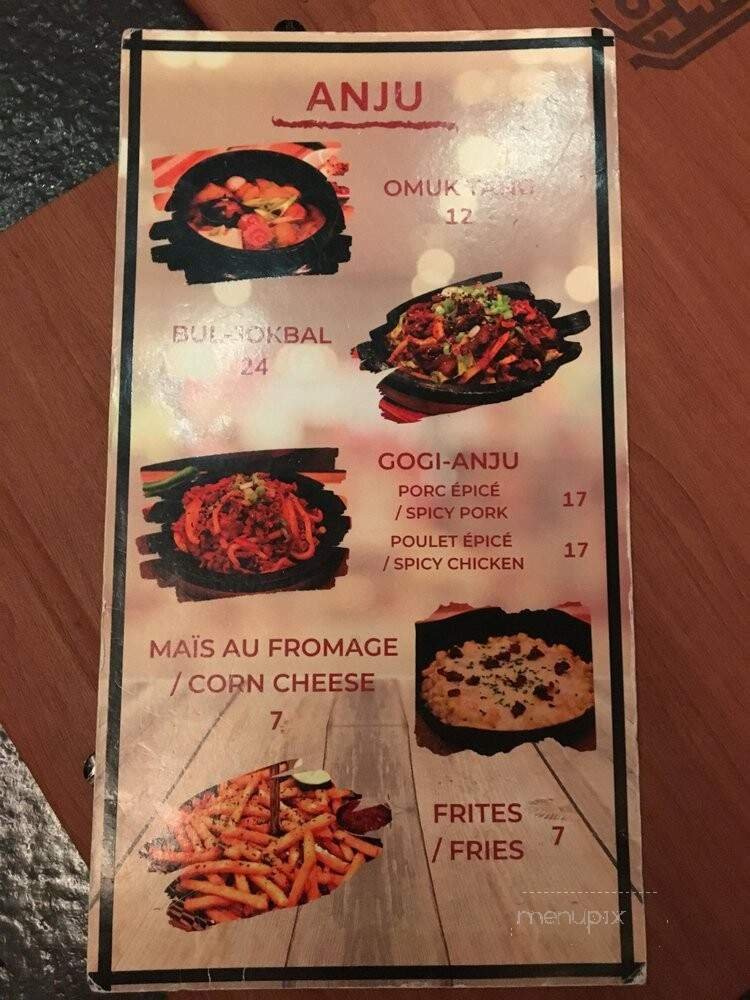 ANJU
OMUK TANG
12
BUL-JOKBAL
24
GOGI-ANJU
PORC ÉPICÉ
/ SPICY PORK
17
POULET ÉPICÉ
/ SPICY CHICKEN
17
MAÏS AU FROMAGE
/ CORN CHEESE
7
FRITES
/ FRIES
7
menupix